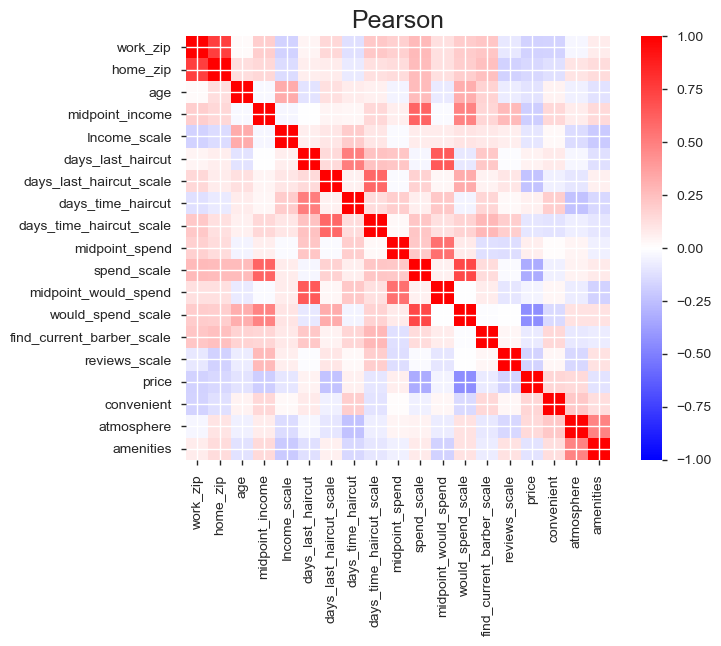 Pearson
work_zip
home_zip
age
midpoint_income
Income_scale
days_last_haircut
days_last_haircut_scale
days_time_haircut
days_time_haircut_scale
midpoint_spend
spend_scale
midpoint_would_spend
would_spend_scale
find_current_barber_scale
reviews_scale
price
convenient
atmosphere
amenities
work_zip
home_zip
age
midpoint_income
Income_scale
days_last_haircut
days_last_haircut_scale
days_time_haircut
days_time_haircut_scale
midpoint_spend
spend_scale
midpoint_would_spend
would_spend_scale
find_current_barber_scale
reviews_scale
price
convenient
atmosphere
amenities
1.00
0.75
0.50
0.25
0.00
−0.25
−0.50
−0.75
−1.00